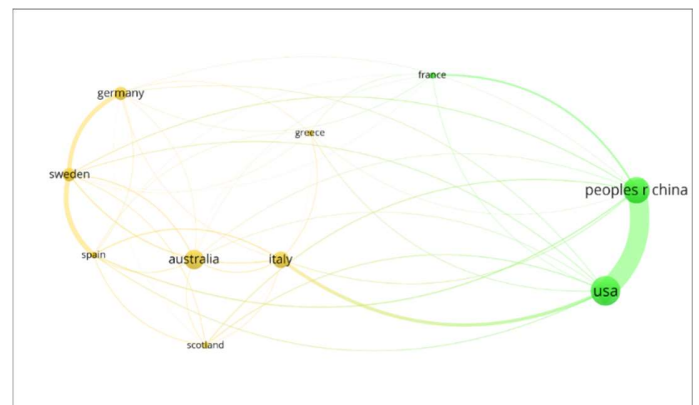 france
germany
greece
sweden
peoples r china
spain
australia
italy
usa
scotland